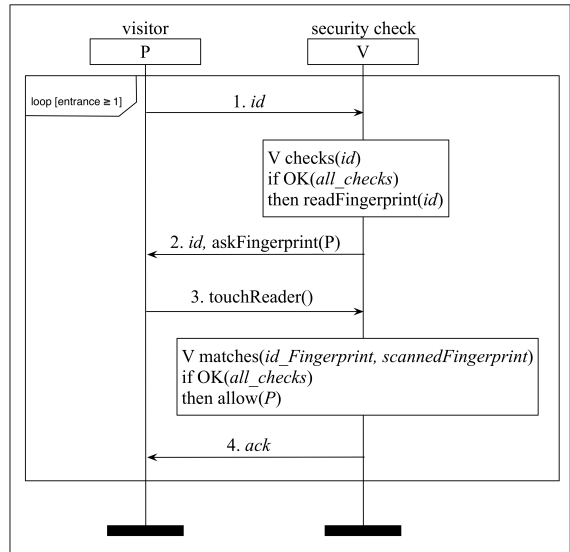 visitor
security check
P
V
loop [entrance ≥ 1]
1. id
V checks(id)
if OK(all_checks)
then readFingerprint(id)
2. id, askFingerprint(P)
3. touchReader()
V matches(id_Fingerprint, scannedFingerprint)
if OK(all_checks)
then allow(P)
4. ack